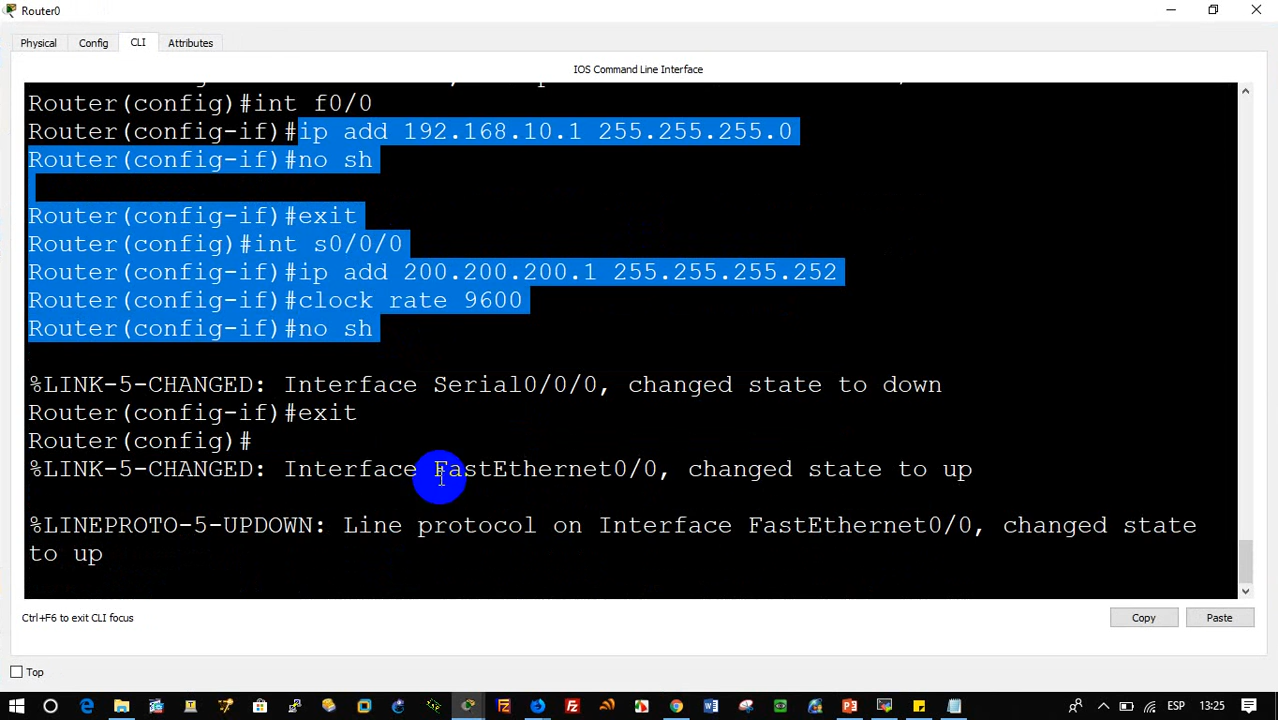 Router0
Physical Config CLI Attributes
IOS Command Line Interface
Router(config)#int f0/0
Router(config-if)#ip add 192.168.10.1 255.255.255.0
Router(config-if)#no sh
Router(config-if)#exit
Router(config)#int s0/0/0
Router(config-if)#ip add 200.200.200.1 255.255.255.252
Router(config-if)#clock rate 9600
Router(config-if)#no sh
%LINK-5-CHANGED: Interface Serial0/0/0, changed state to down
Router(config-if)#exit
Router(config)#
%LINK-5-CHANGED: Interface FastEthernet0/0, changed state to up
%LINEPROTO-5-UPDOWN: Line protocol on Interface FastEthernet0/0, changed state
to up
Ctrl+F6 to exit CLI focus
Copy Paste
Top
ESP 13:25